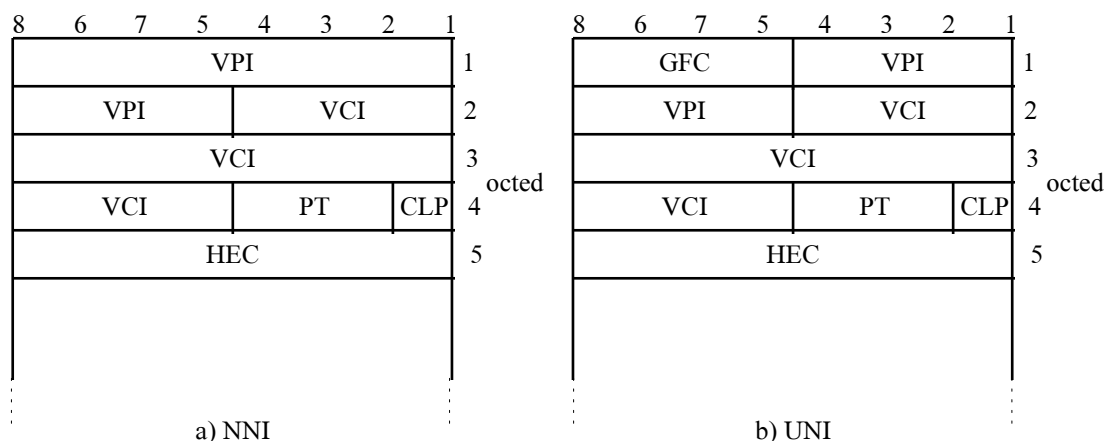 8 6 7 5 4 3 2 1
VPI 1
VPI VCI 2
VCI 3
octed
VCI PT CLP 4
HEC 5
a) NNI
8 6 7 5 4 3 2 1
GFC VPI 1
VPI VCI 2
VCI 3
octed
VCI PT CLP 4
HEC 5
b) UNI